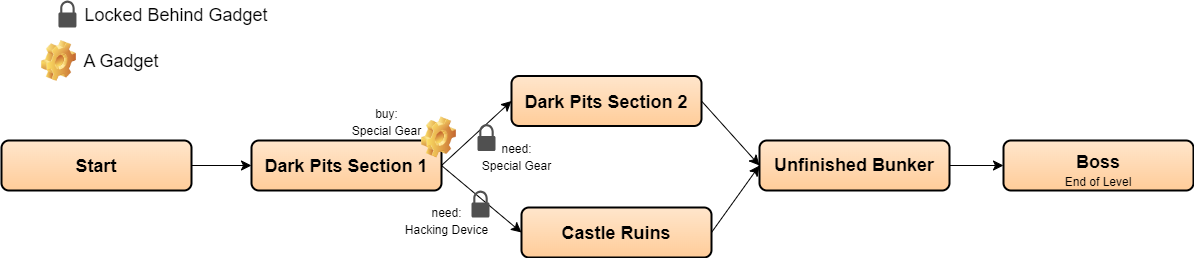 Locked Behind Gadget
A Gadget
Start
Dark Pits Section 1
buy:
Special Gear
need:
Special Gear
Dark Pits Section 2
need:
Hacking Device
Castle Ruins
Unfinished Bunker
Boss
End of Level